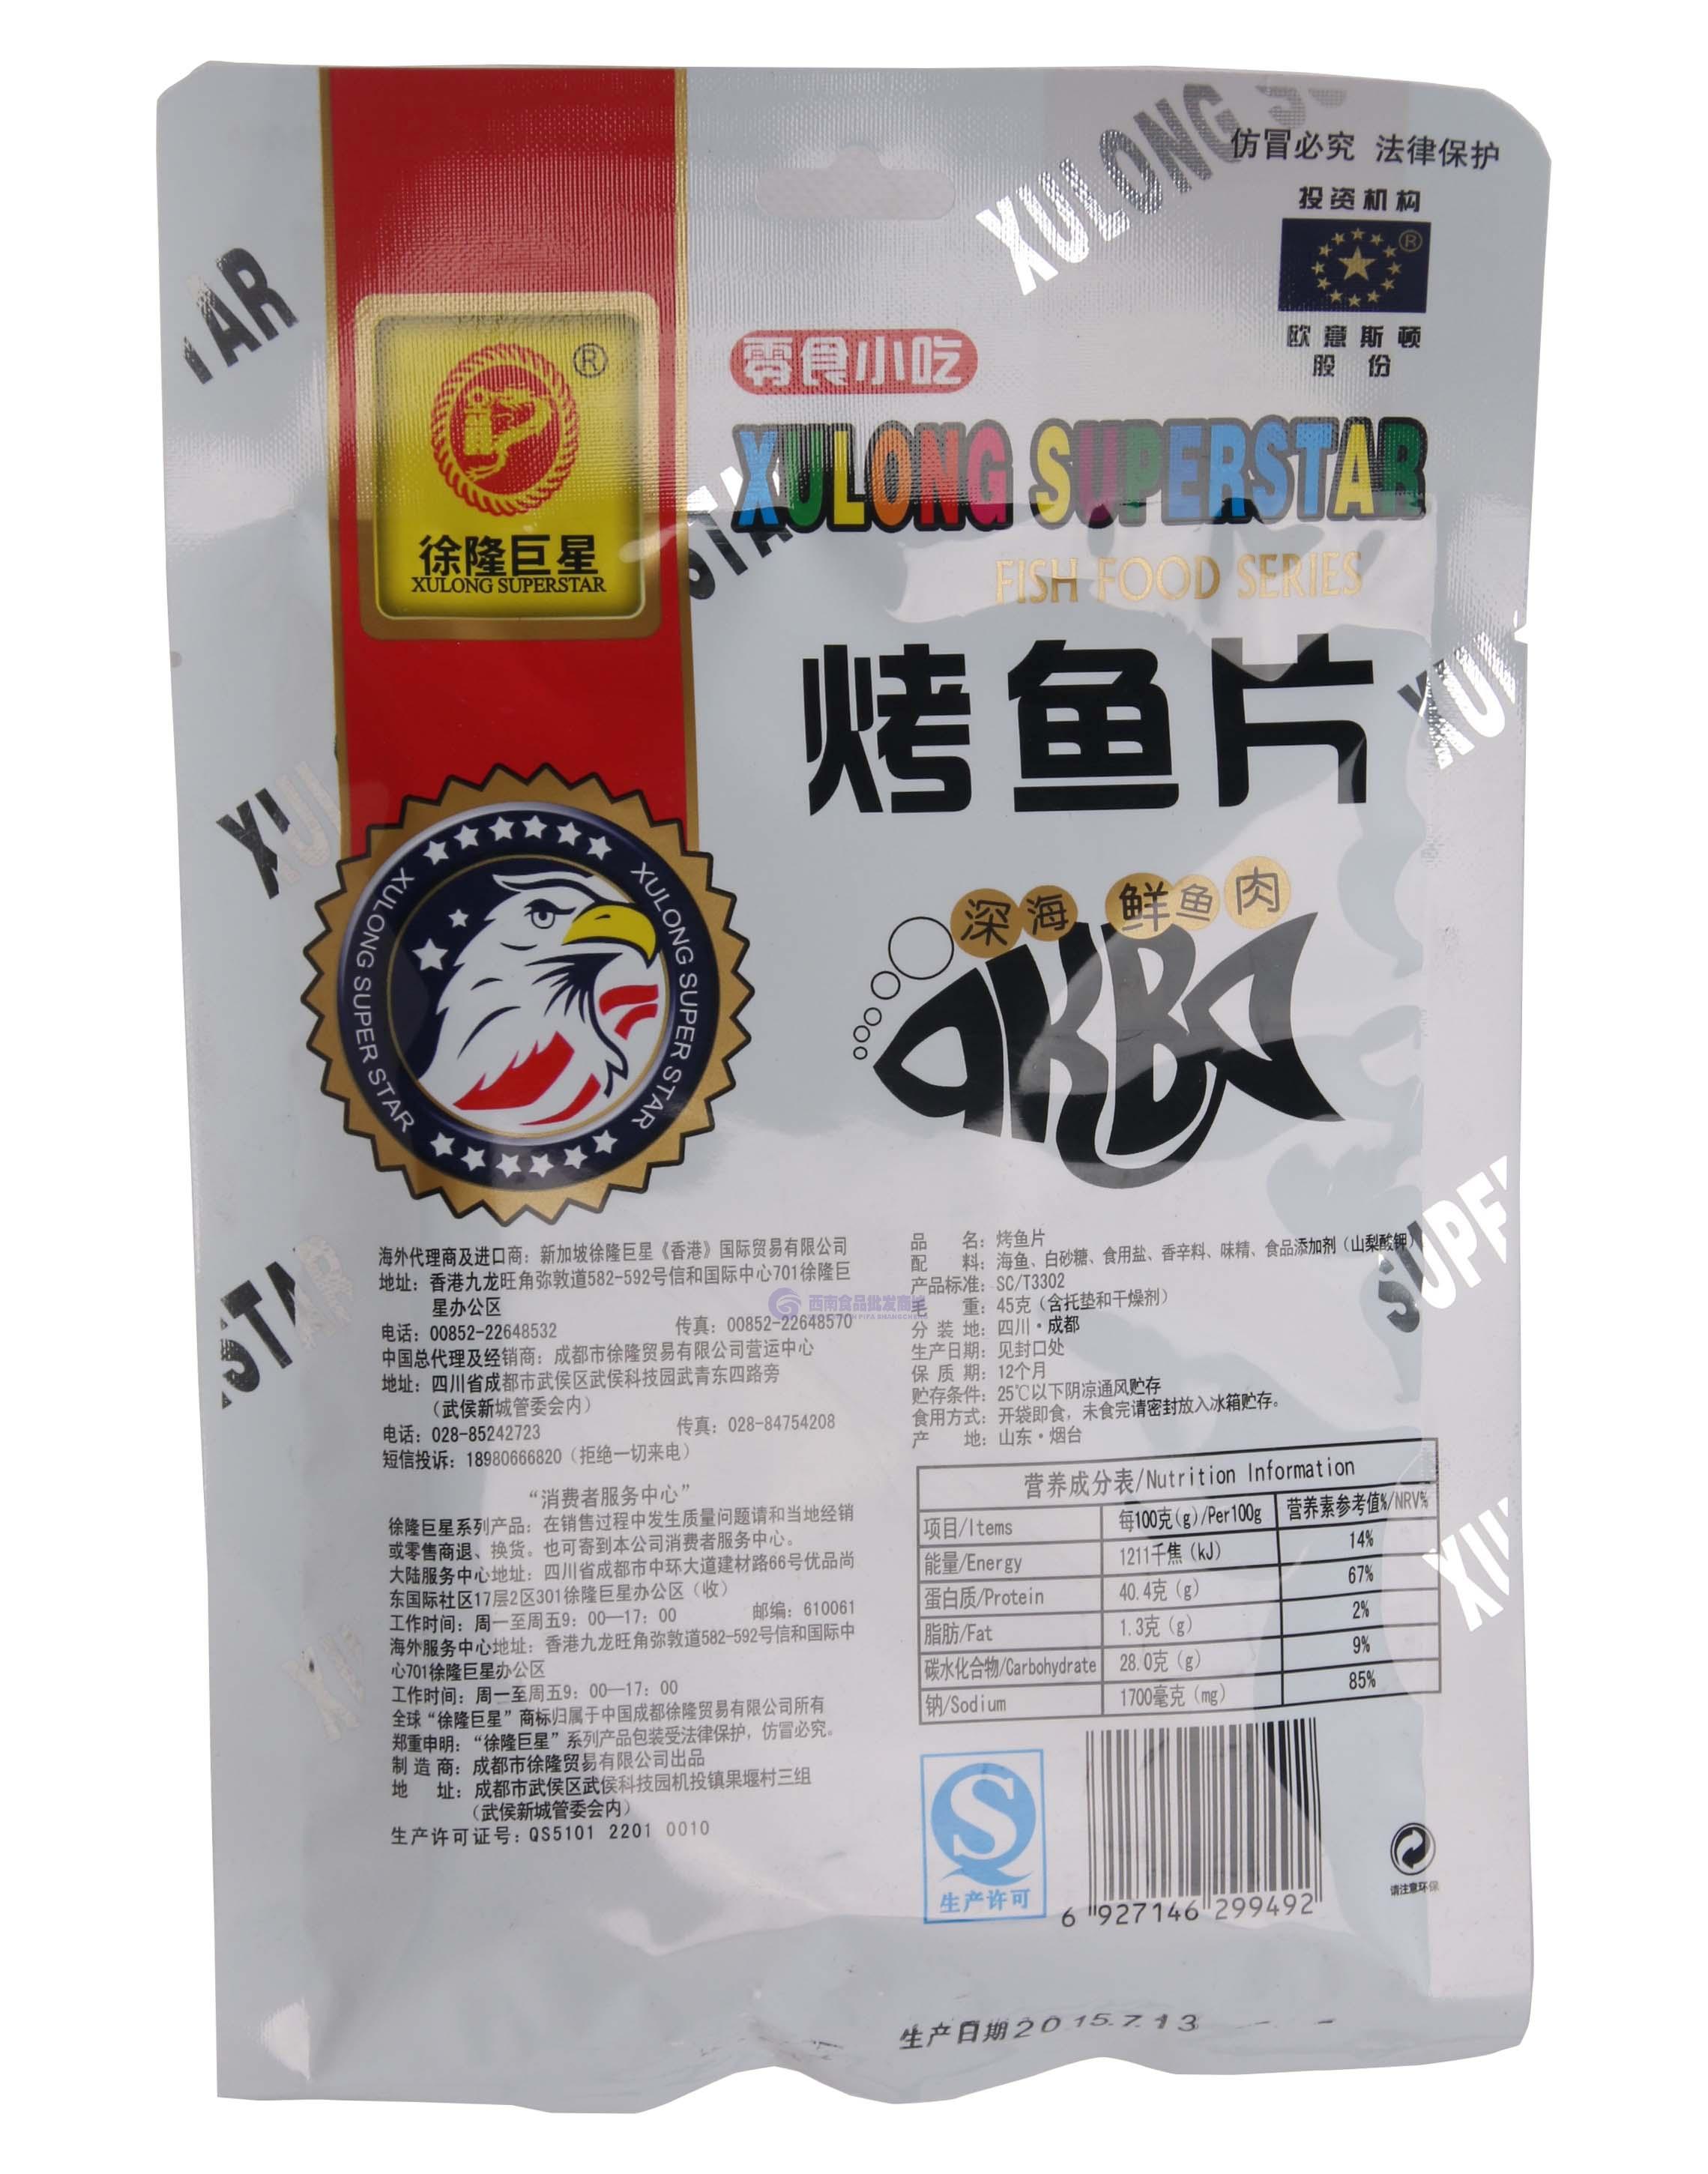 仿冒必究 法律保护
投资机构
®
欧意斯顿
股 份
®
徐隆巨星
XULONG SUPERSTAR
零食小吃
XULONG SUPERSTAR
FISH FOOD SERIES
烤鱼片
深海 鲜鱼肉
XULONG SUPER STAR
XULONG SUPER STAR
海外代理商及进口商：新加坡徐隆巨星《香港》国际贸易有限公司
地址：香港九龙旺角弥敦道582-592号信和国际中心701徐隆巨
星办公区
电话：00852-22648532 传真：00852-22648570
中国总代理及经销商：成都市徐隆贸易有限公司营运中心
地址：四川省成都市武侯区武侯科技园武青东四路旁
（武侯新城管委会内）
电话：028-85242723 传真：028-84754208
短信投诉：18980666820（拒绝一切来电）
“消费者服务中心”
徐隆巨星系列产品：在销售过程中发生质量问题请和当地经销
或零售商退、换货。也可寄到本公司消费者服务中心。
大陆服务中心地址：四川省成都市中环大道建材路66号优品尚
东国际社区17层2区301徐隆巨星办公区（收）
工作时间：周一至周五9：00—17：00 邮编：610061
海外服务中心地址：香港九龙旺角弥敦道582-592号信和国际中
心701徐隆巨星办公区
工作时间：周一至周五9：00—17：00
全球“徐隆巨星”商标归属于中国成都徐隆贸易有限公司所有
郑重申明：“徐隆巨星”系列产品包装受法律保护，仿冒必究。
制造商：成都市徐隆贸易有限公司出品
地 址：成都市武侯区武侯科技园机投镇果堰村三组
（武侯新城管委会内）
生产许可证号：QS5101 2201 0010
品 名：烤鱼片
配 料：海鱼、白砂糖、食用盐、香辛料、味精、食品添加剂（山梨酸钾）
产品标准：SC/T3302
毛 重：45克（含托垫和干燥剂）
分装地：四川·成都
生产日期：见封口处
保质期：12个月
贮存条件：25℃以下阴凉通风贮存
食用方式：开袋即食，未食完请密封放入冰箱贮存。
产 地：山东·烟台
营养成分表/Nutrition Information
项目/Items 每100克(g)/Per100g 营养素参考值%/NRV%
能量/Energy 1211千焦（kJ） 14%
蛋白质/Protein 40.4克（g） 67%
脂肪/Fat 1.3克（g） 2%
碳水化合物/Carbohydrate 28.0克（g） 9%
钠/Sodium 1700毫克（mg） 85%
生产许可
6 927146 299492
请注意环保
生产日期2015.7.13
西南食品批发商城